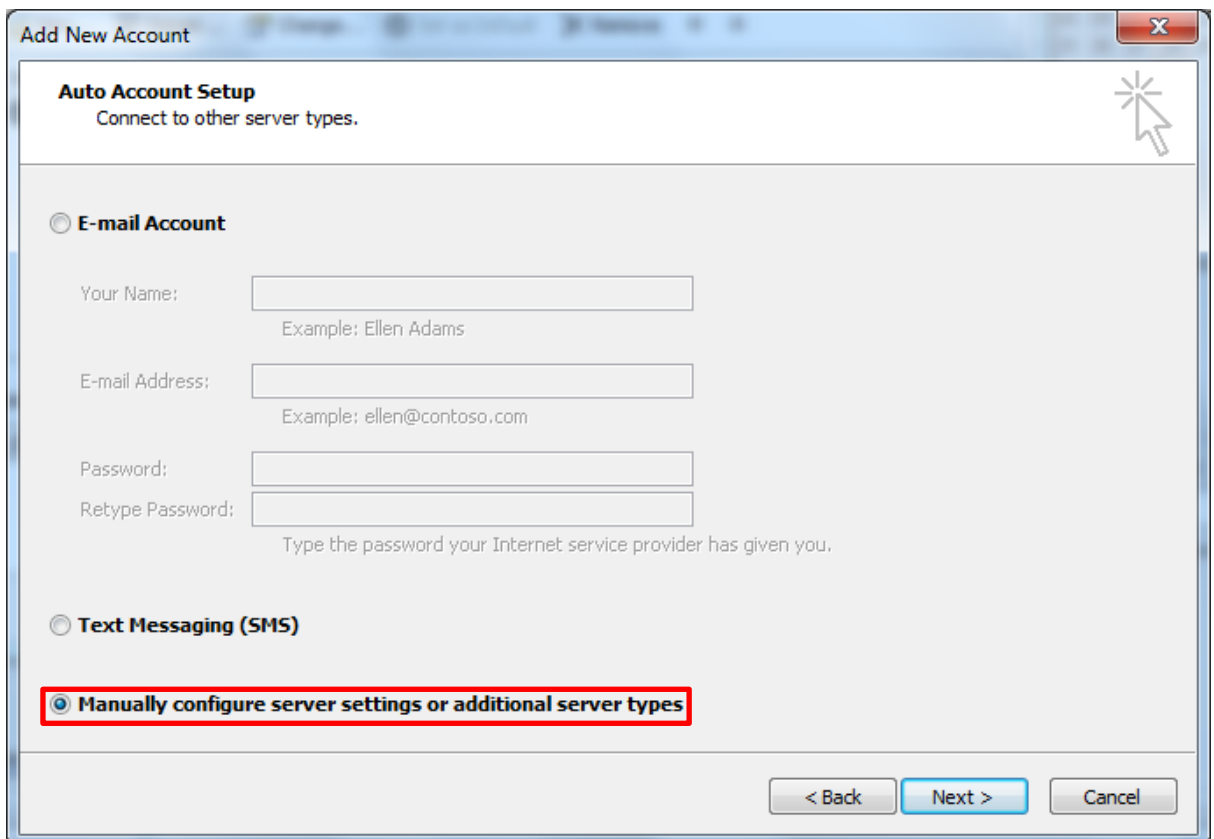 Add New Account
Auto Account Setup
Connect to other server types.
E-mail Account
Your Name:
Example: Ellen Adams
E-mail Address:
Example: ellen@contoso.com
Password:
Retype Password:
Type the password your Internet service provider has given you.
Text Messaging (SMS)
Manually configure server settings or additional server types
< Back Next > Cancel